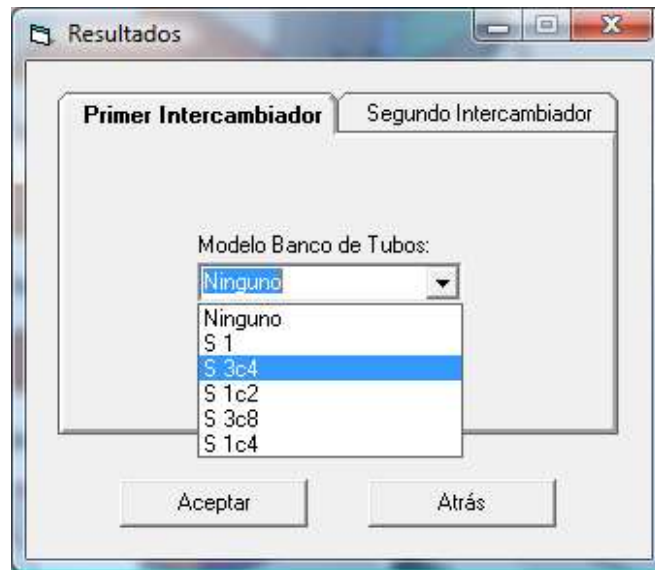 Resultados
Primer Intercambiador
Segundo Intercambiador
Modelo Banco de Tubos:
Ninguno
Ninguno
S 1
S 3c4
S 1c2
S 3c8
S 1c4
Aceptar
Atrás